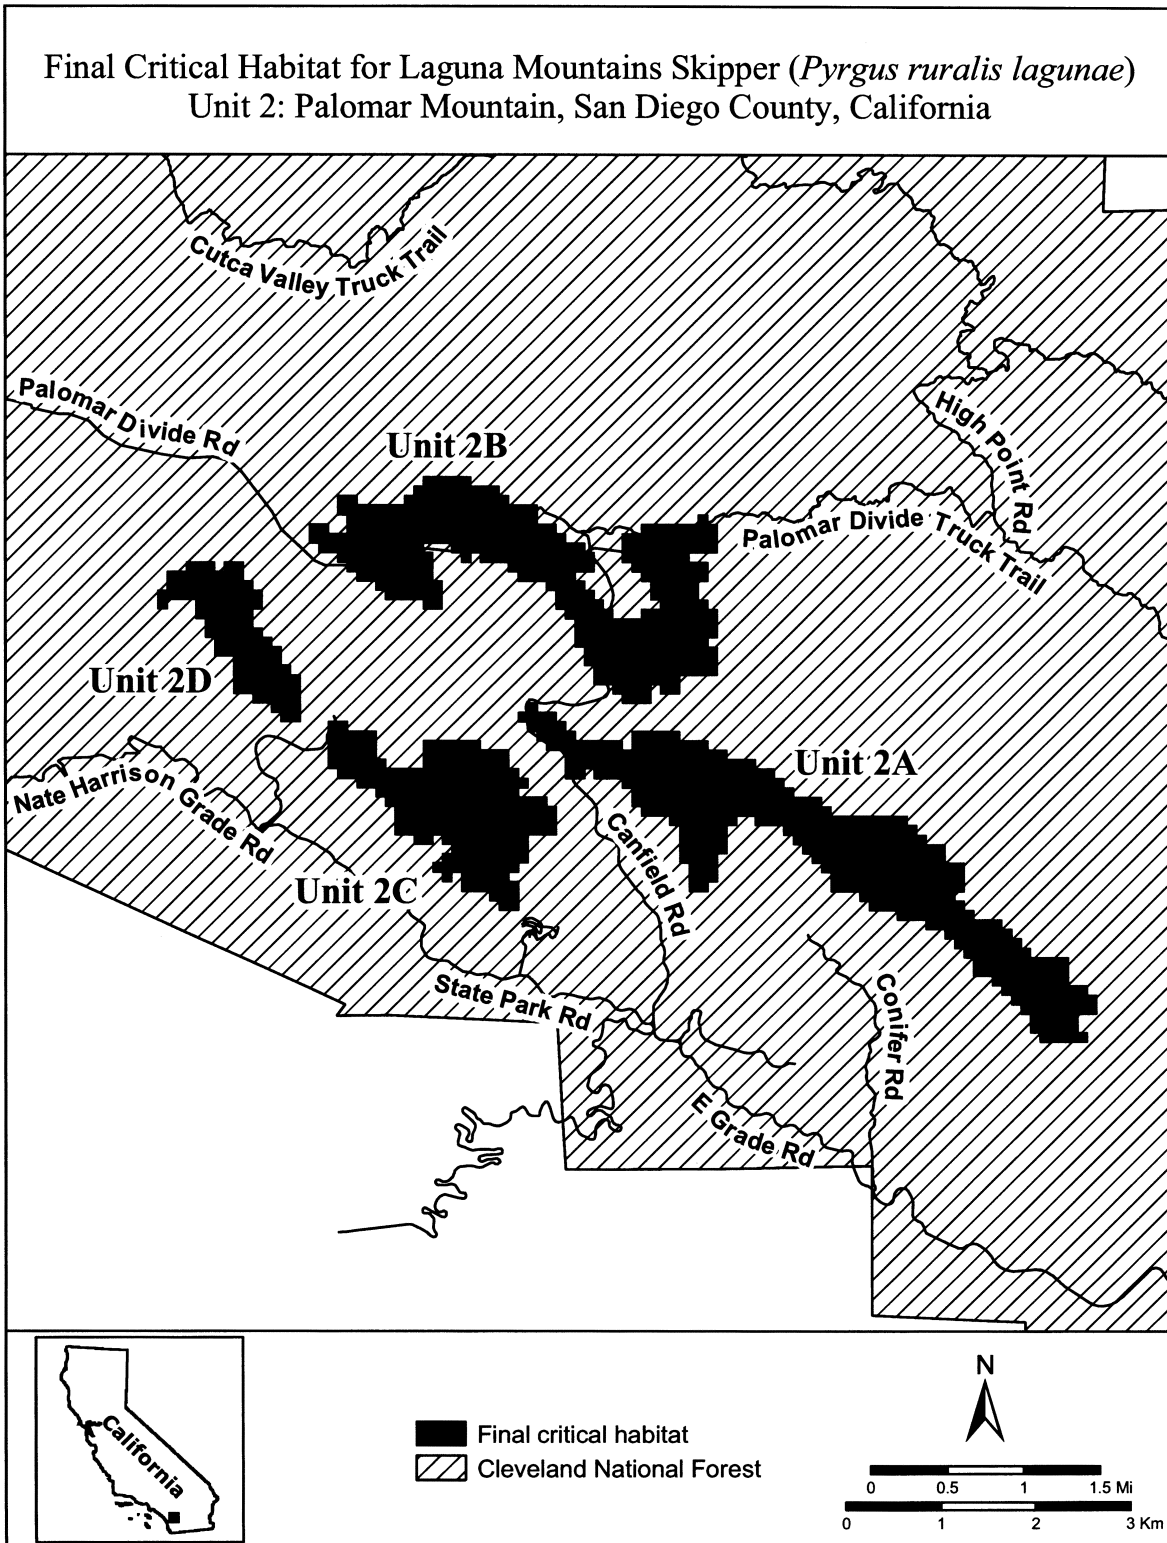 Final Critical Habitat for Laguna Mountains Skipper (Pyrgus ruralis lagunae)
Unit 2: Palomar Mountain, San Diego County, California
Cutca Valley Truck Trail
Palomar Divide Rd
High Point Rd
Unit 2B
Palomar Divide Truck Trail
Unit 2D
Unit 2A
Nate Harrison Grade Rd
Canfield Rd
Unit 2C
State Park Rd
Conifer Rd
E Grade Rd
California
N
Final critical habitat
Cleveland National Forest
0 0.5 1 1.5 Mi
0 1 2 3 Km